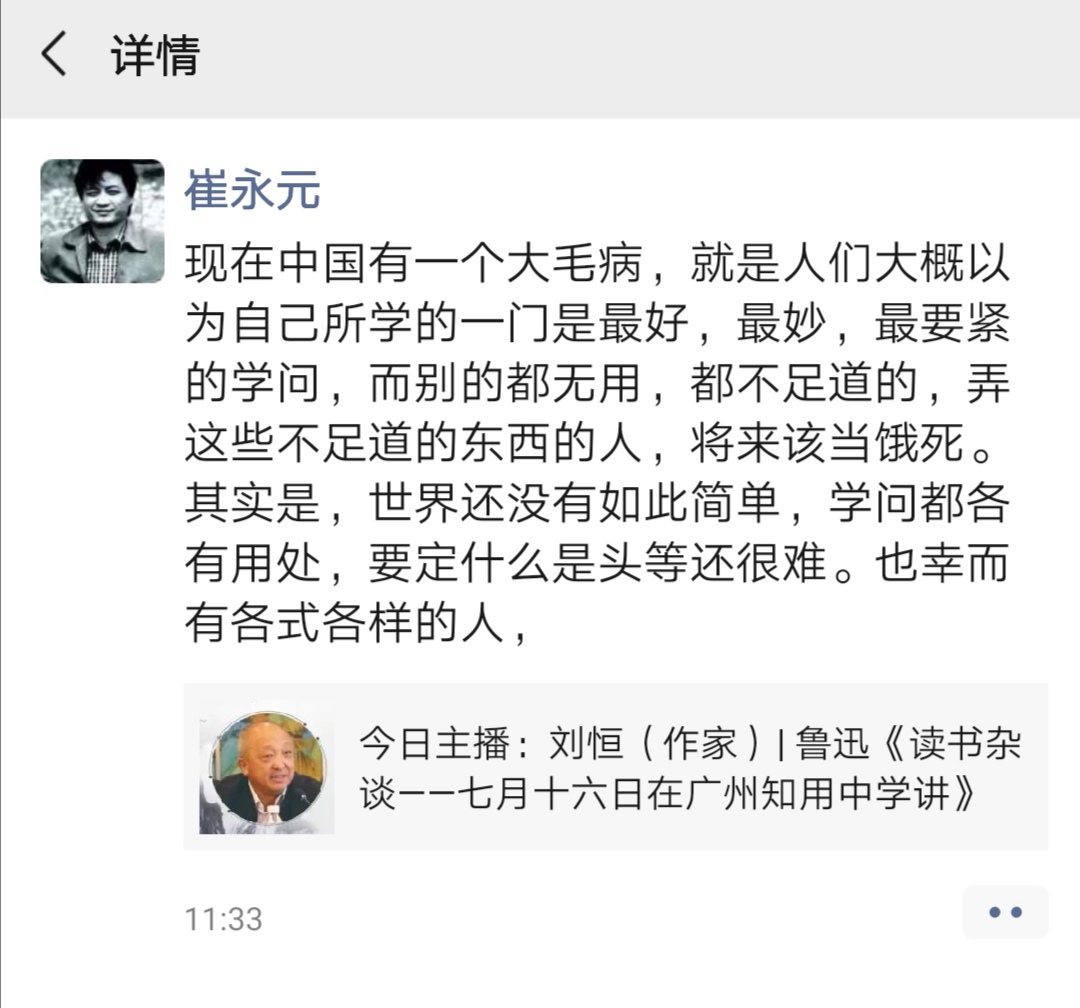 详情
崔永元
现在中国有一个大毛病，就是人们大概以
为自己所学的一门是最好，最妙，最要紧
的学问，而别的都无用，都不足道的，弄
这些不足道的东西的人，将来该当饿死。
其实是，世界还没有如此简单，学问都各
有用处，要定什么是头等还很难。也幸而
有各式各样的人，
今日主播：刘恒（作家）| 鲁迅《读书杂
谈——七月十六日在广州知用中学讲》
11:33